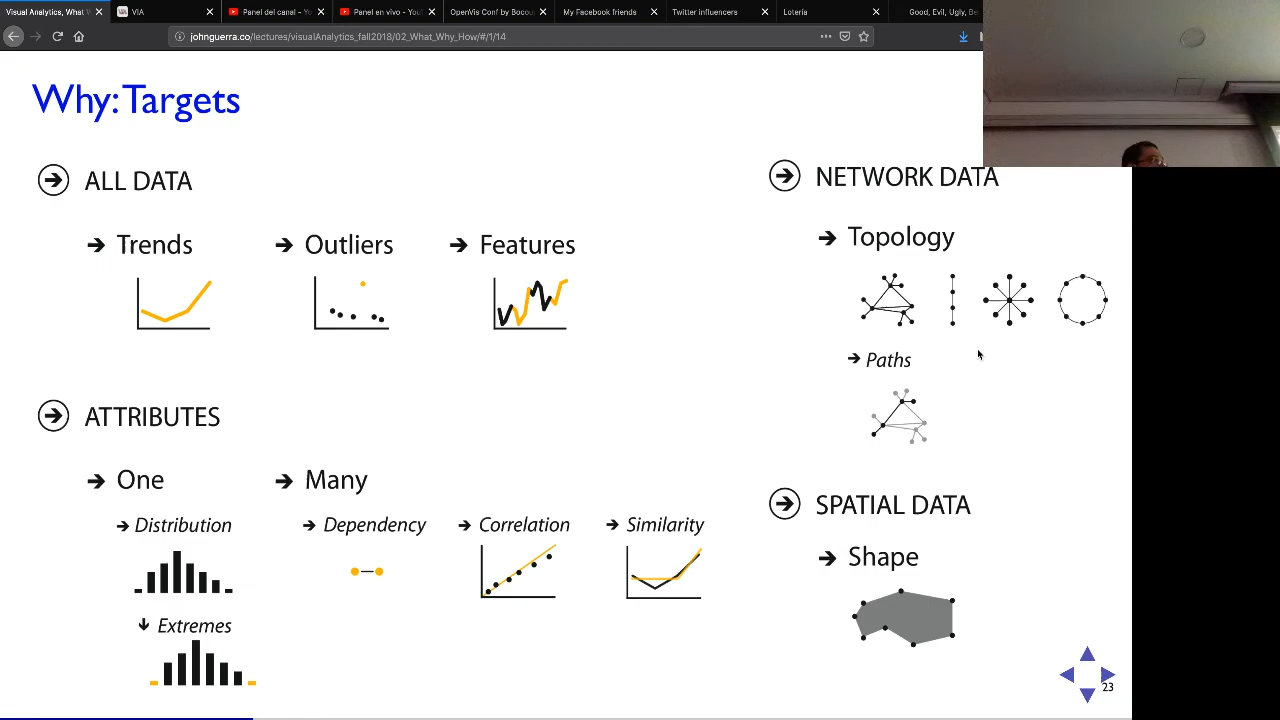 Visual Analytics, What W
VIA
Panel del canal - Yo
Panel en vivo - You
OpenVis Conf by Bocou
My Facebook friends
Twitter influencers
Lotería
Good, Evil, Ugly, Be
johnguerra.co/lectures/visualAnalytics_fall2018/02_What_Why_How/#/1/14
Why: Targets
ALL DATA
Trends
Outliers
Features
ATTRIBUTES
One
Many
Distribution
Dependency
Correlation
Similarity
Extremes
NETWORK DATA
Topology
Paths
SPATIAL DATA
Shape
23